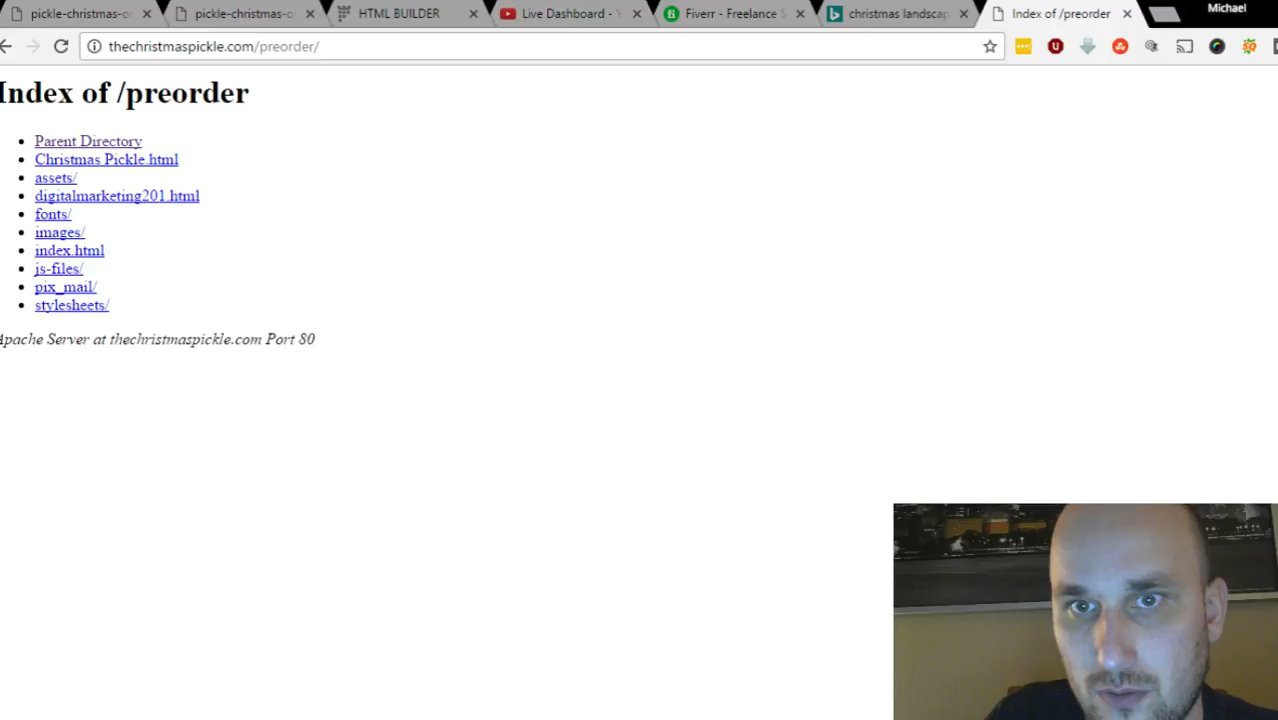 pickle-christmas-o
pickle-christmas-o
HTML BUILDER
Live Dashboard - Y
Fiverr - Freelance S
christmas landscap
Index of /preorder
Michael
thechristmaspickle.com/preorder/
Index of /preorder
Parent Directory
Christmas Pickle.html
assets/
digitalmarketing201.html
fonts/
images/
index.html
js-files/
pix_mail/
stylesheets/
Apache Server at thechristmaspickle.com Port 80